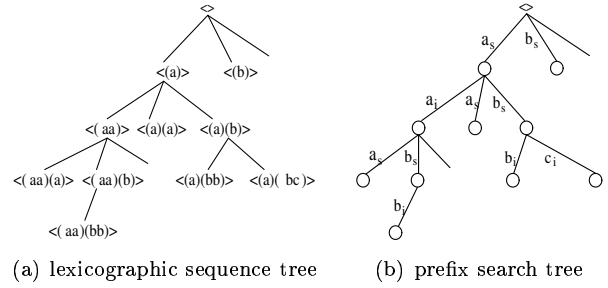 <> <>
a_s b_s
<(a)> <(b)>
a_i a_s b_s
<( aa)> <(a)(a)> <(a)(b)>
a_s b_s b_i c_i
<( aa)(a)> <( aa)(b)> <(a)(bb)> <(a)( bc)>
b_i
<( aa)(bb)>
(a) lexicographic sequence tree (b) prefix search tree